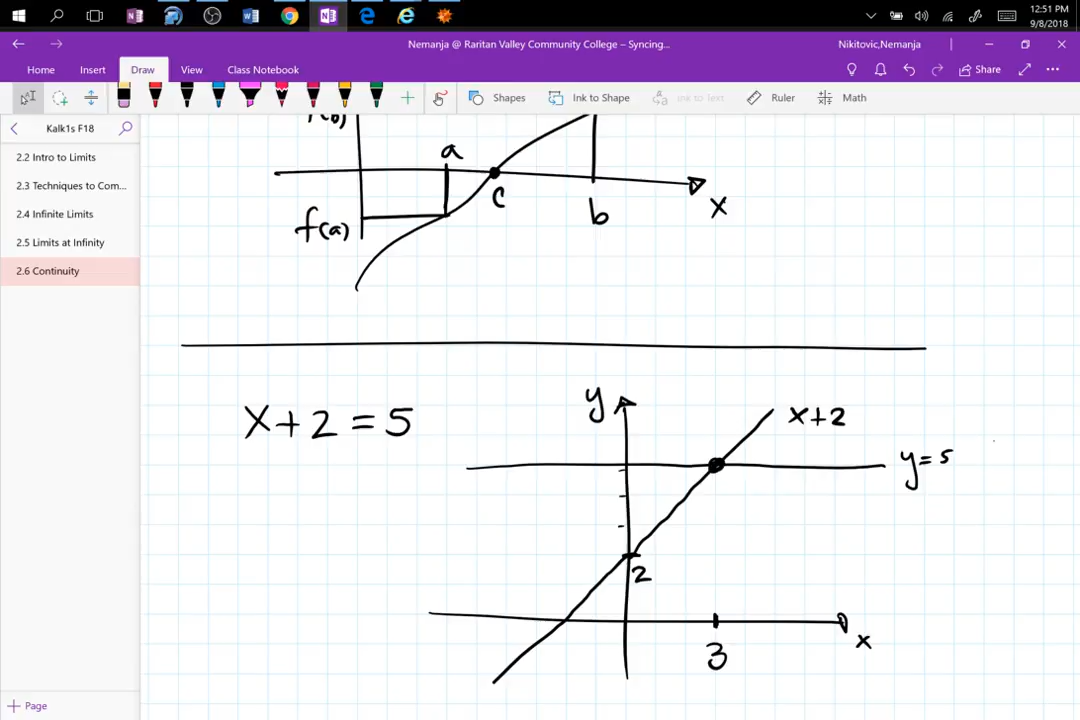 12:51 PM
9/8/2018
Nemanja @ Raritan Valley Community College – Syncing...
Nikitovic,Nemanja
Home Insert Draw View Class Notebook Share
Shapes Ink to Shape Ink to Text Ruler Math
Kalk1s F18
2.2 Intro to Limits
2.3 Techniques to Com...
2.4 Infinite Limits
2.5 Limits at Infinity
2.6 Continuity
a
c
b
x
f(a)
x+2=5
y
x+2
y=5
2
x
3
+ Page